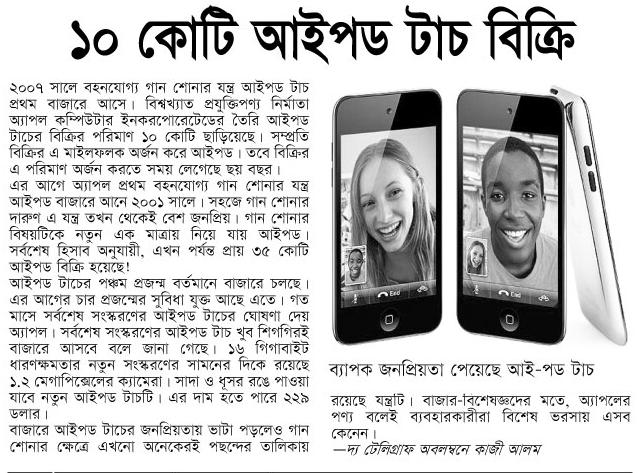 ১০ কোটি আইপড টাচ বিক্রি
২০০৭ সালে বহনযোগ্য গান শোনার যন্ত্র আইপড টাচ
প্রথম বাজারে আসে। বিশ্বখ্যাত প্রযুক্তিপণ্য নির্মাতা
অ্যাপল কম্পিউটার ইনকরপোরেটেডের তৈরি আইপড
টাচের বিক্রির পরিমাণ ১০ কোটি ছাড়িয়েছে। সম্প্রতি
বিক্রির এ মাইলফলক অর্জন করে আইপড। তবে বিক্রির
এ পরিমাণ অর্জন করতে সময় লেগেছে ছয় বছর।
এর আগে অ্যাপল প্রথম বহনযোগ্য গান শোনার যন্ত্র
আইপড বাজারে আনে ২০০১ সালে। সহজে গান শোনার
দারুণ এ যন্ত্র তখন থেকেই বেশ জনপ্রিয়। গান শোনার
বিষয়টিকে নতুন এক মাত্রায় নিয়ে যায় আইপড।
সর্বশেষ হিসাব অনুযায়ী, এখন পর্যন্ত প্রায় ৩৫ কোটি
আইপড বিক্রি হয়েছে!
আইপড টাচের পঞ্চম প্রজন্ম বর্তমানে বাজারে চলছে।
এর আগের চার প্রজন্মের সুবিধা যুক্ত আছে এতে। গত
মাসে সর্বশেষ সংস্করণের আইপড টাচের ঘোষণা দেয়
অ্যাপল। সর্বশেষ সংস্করণের আইপড টাচ খুব শিগগিরই
বাজারে আসবে বলে জানা গেছে। ১৬ গিগাবাইট
ধারণক্ষমতার নতুন সংস্করণের সামনের দিকে রয়েছে
১.২ মেগাপিক্সেলের ক্যামেরা। সাদা ও ধূসর রঙে পাওয়া
যাবে নতুন আইপড টাচটি। এর দাম হতে পারে ২২৯
ডলার।
বাজারে আইপড টাচের জনপ্রিয়তায় ভাটা পড়লেও গান
শোনার ক্ষেত্রে এখনো অনেকেরই পছন্দের তালিকায়
End
End
ব্যাপক জনপ্রিয়তা পেয়েছে আই-পড টাচ
রয়েছে যন্ত্রটি। বাজার-বিশেষজ্ঞদের মতে, অ্যাপলের
পণ্য বলেই ব্যবহারকারীরা বিশেষ ভরসায় এসব
কেনেন।
—দ্য টেলিগ্রাফ অবলম্বনে কাজী আলম